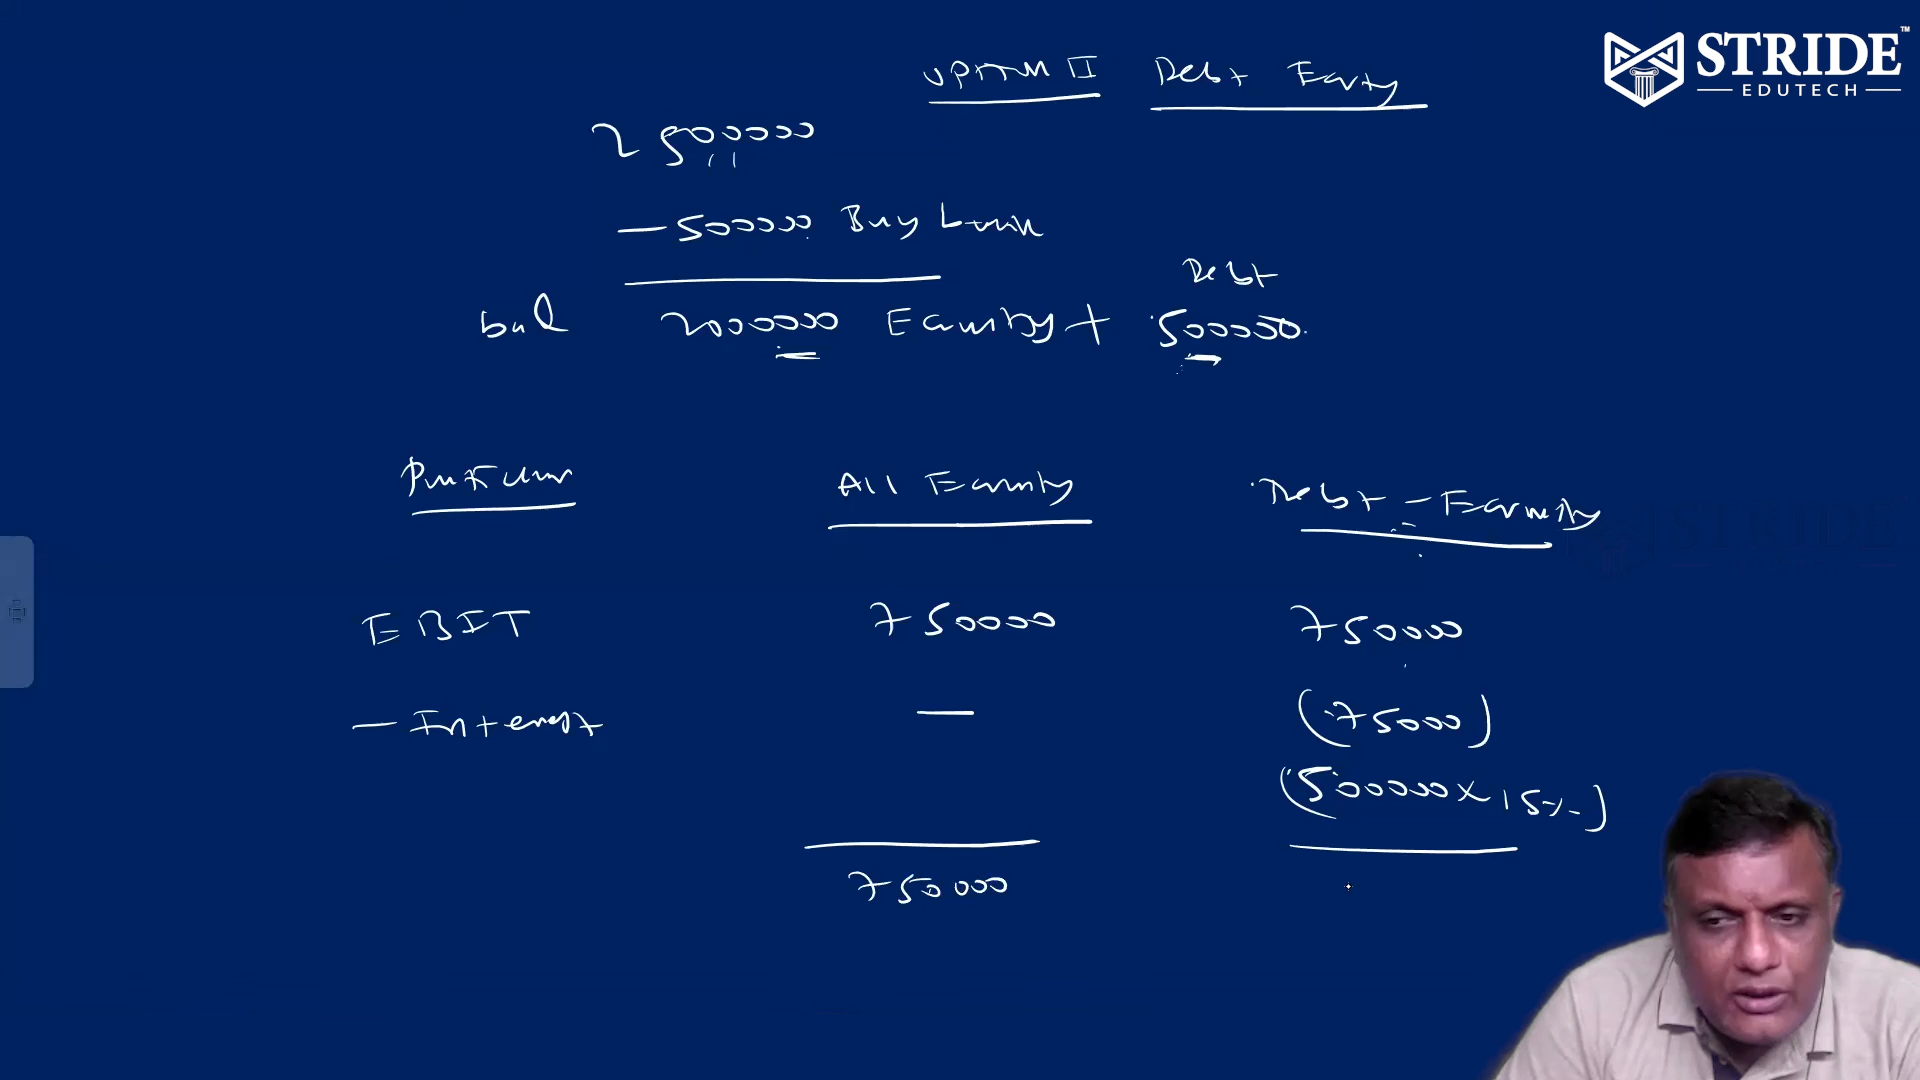 STRIDE™
EDUTECH
OPTION II Debt Equity
2500000
— 500000 Buy Loan
Debt
bal 2000000 Equity + 500000
All Equity Debt - Equity
EBIT 750000 750000
— Interest — (75000)
(500000 x 15%)
750000
STRIDE